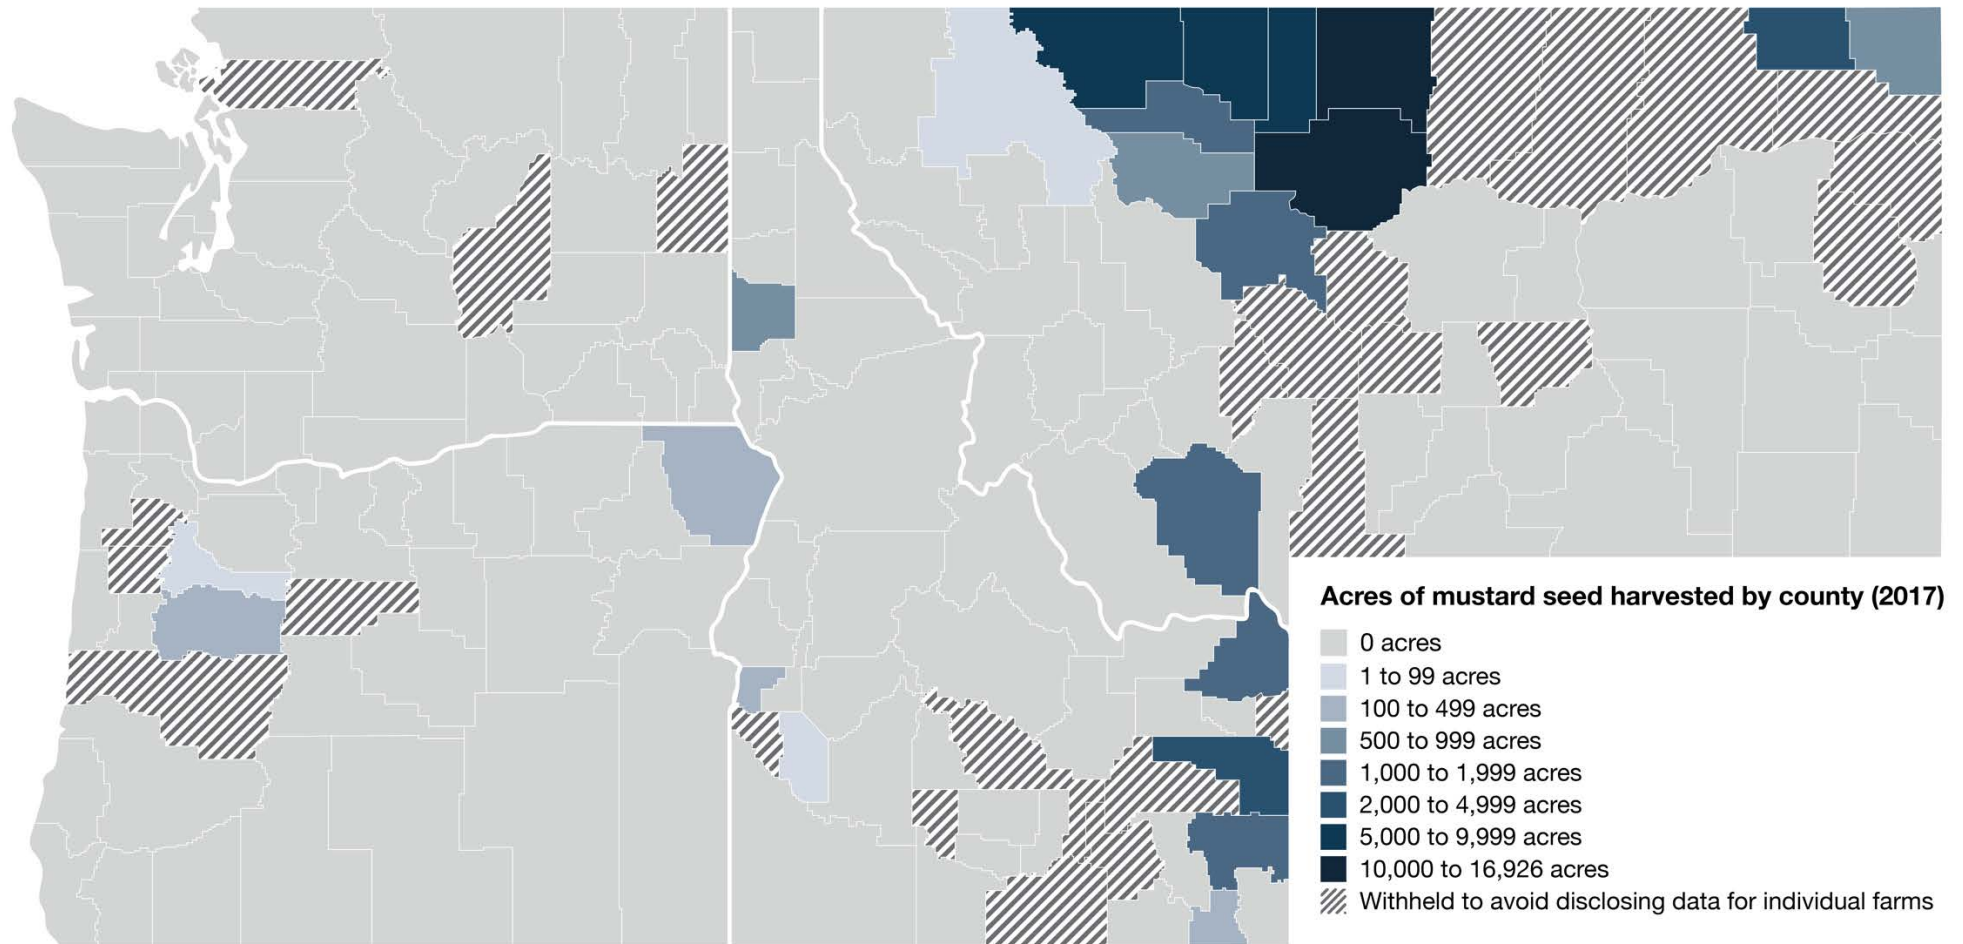 Acres of mustard seed harvested by county (2017)
0 acres
1 to 99 acres
100 to 499 acres
500 to 999 acres
1,000 to 1,999 acres
2,000 to 4,999 acres
5,000 to 9,999 acres
10,000 to 16,926 acres
Withheld to avoid disclosing data for individual farms